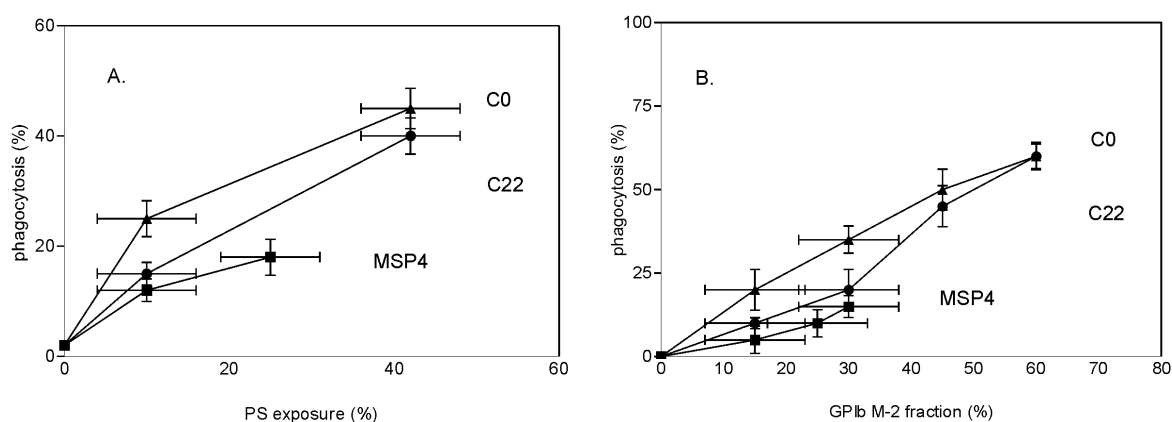 60
40
20
0
phagocytosis (%)
A.
C0
C22
MSP4
0
20
40
60
PS exposure (%)
100
75
50
25
0
phagocytosis (%)
B.
C0
C22
MSP4
0
10
20
30
40
50
60
70
80
GPIb M-2 fraction (%)